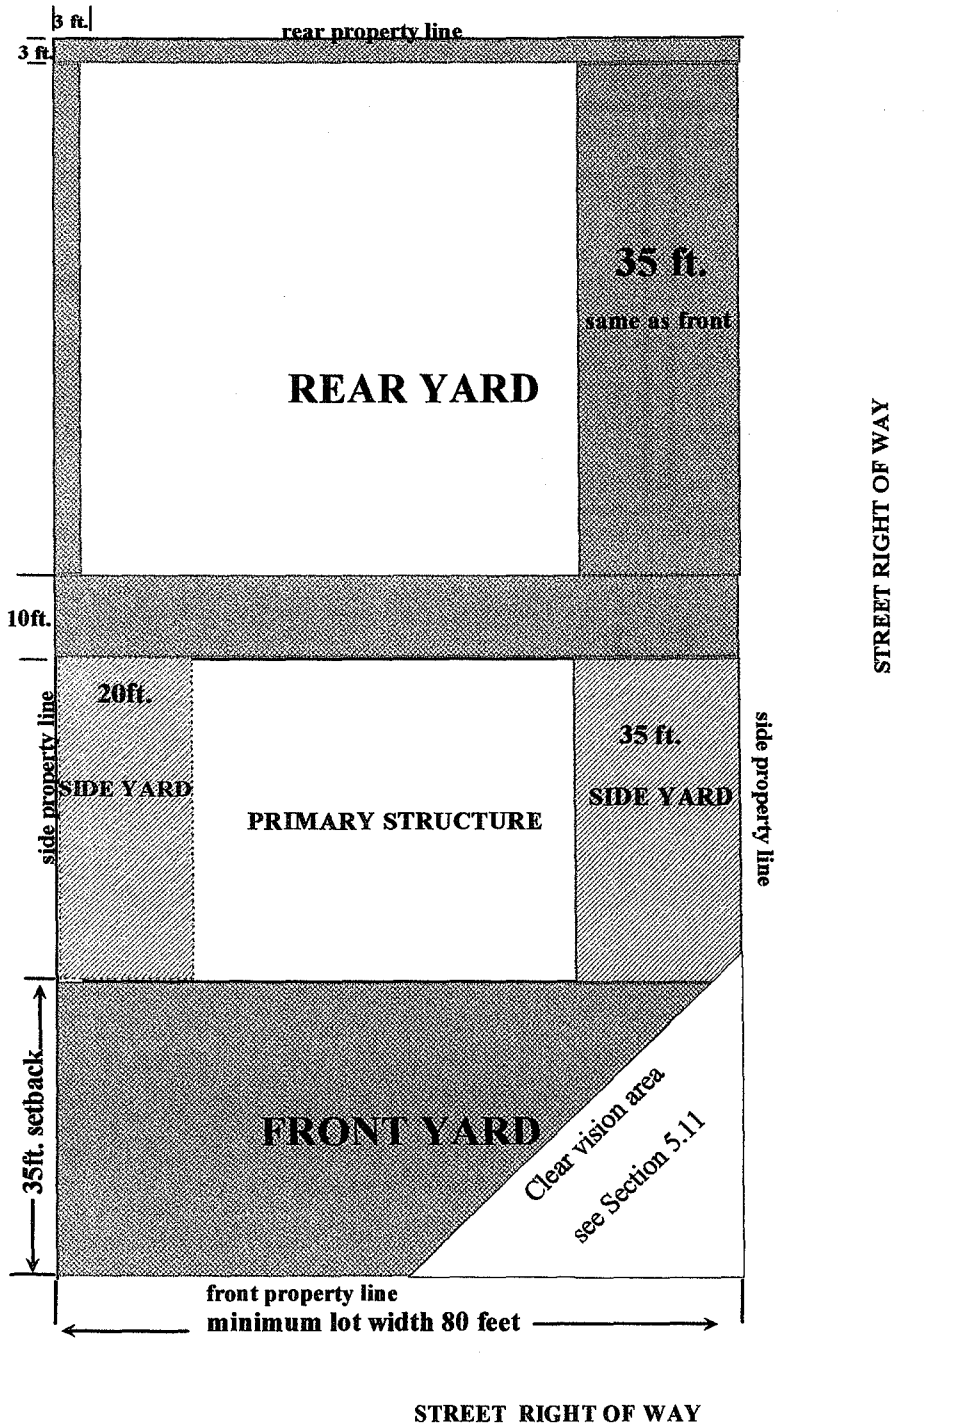 3 ft.
rear property line
3 ft.
35 ft.
same as front
REAR YARD
STREET RIGHT OF WAY
10ft.
20ft.
side property line
SIDE YARD
35 ft.
SIDE YARD
side property line
PRIMARY STRUCTURE
35ft. setback
FRONT YARD
Clear vision area
see Section 5.11
front property line
minimum lot width 80 feet
STREET RIGHT OF WAY